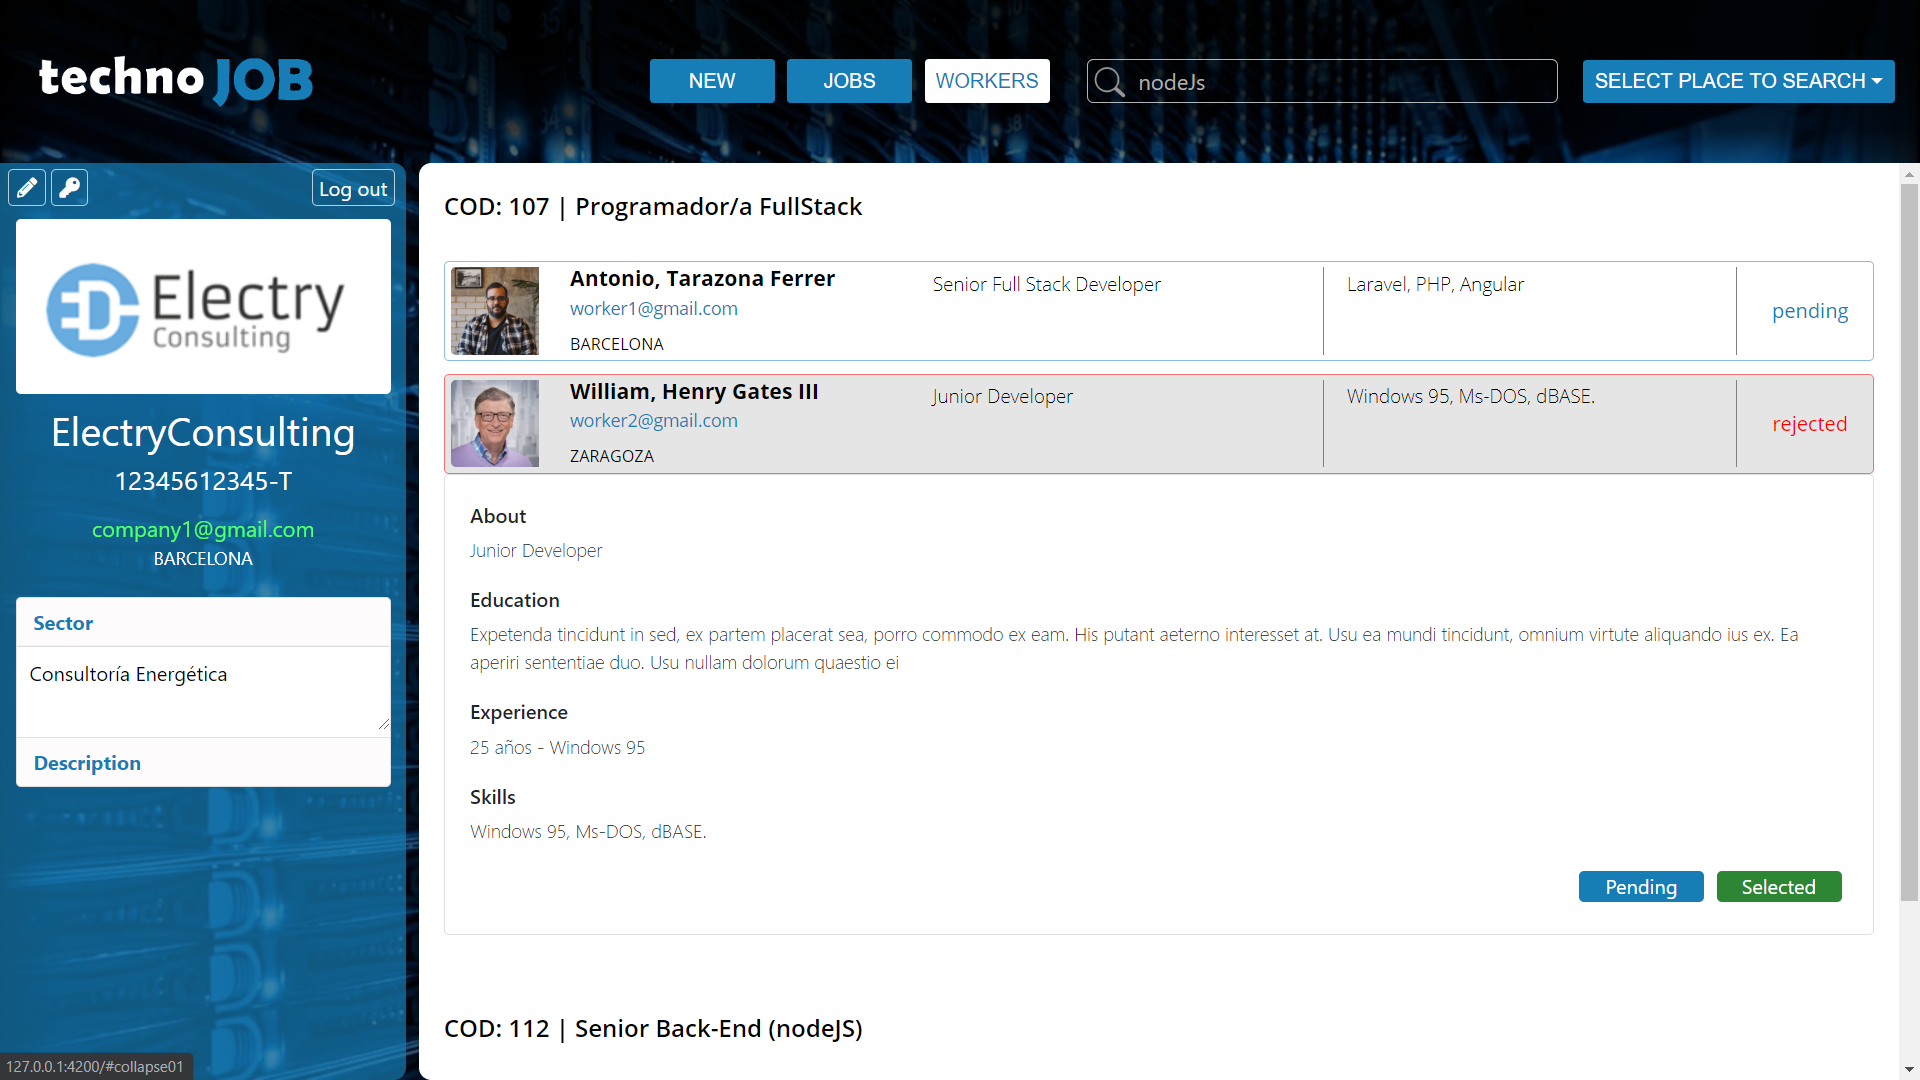 techno JOB
NEW
JOBS
WORKERS
nodeJs
SELECT PLACE TO SEARCH
Log out
Electry
Consulting
ElectryConsulting
12345612345-T
company1@gmail.com
BARCELONA
Sector
Consultoría Energética
Description
COD: 107 | Programador/a FullStack
Antonio, Tarazona Ferrer
worker1@gmail.com
BARCELONA
Senior Full Stack Developer
Laravel, PHP, Angular
pending
William, Henry Gates III
worker2@gmail.com
ZARAGOZA
Junior Developer
Windows 95, Ms-DOS, dBASE.
rejected
About
Junior Developer
Education
Expetenda tincidunt in sed, ex partem placerat sea, porro commodo ex eam. His putant aeterno interesset at. Usu ea mundi tincidunt, omnium virtute aliquando ius ex. Ea
aperiri sententiae duo. Usu nullam dolorum quaestio ei
Experience
25 años - Windows 95
Skills
Windows 95, Ms-DOS, dBASE.
Pending
Selected
COD: 112 | Senior Back-End (nodeJS)
127.0.0.1:4200/#collapse01